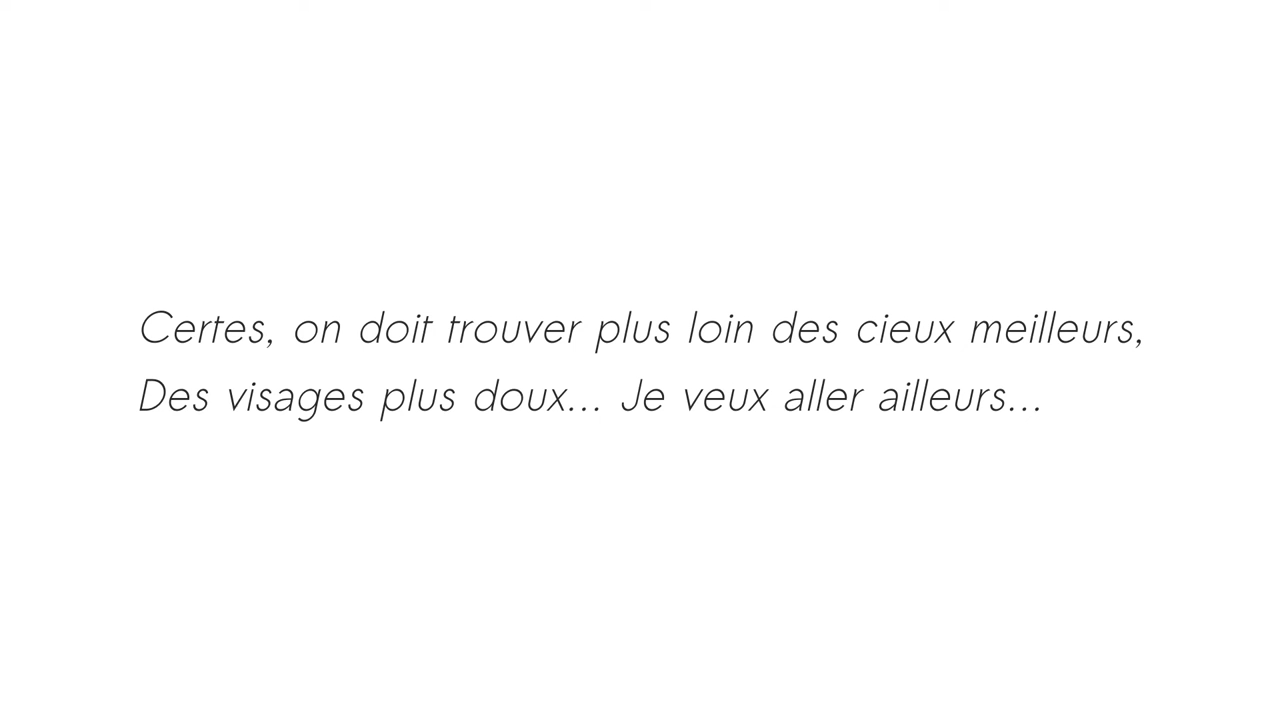 Certes, on doit trouver plus loin des cieux meilleurs,
Des visages plus doux... Je veux aller ailleurs...